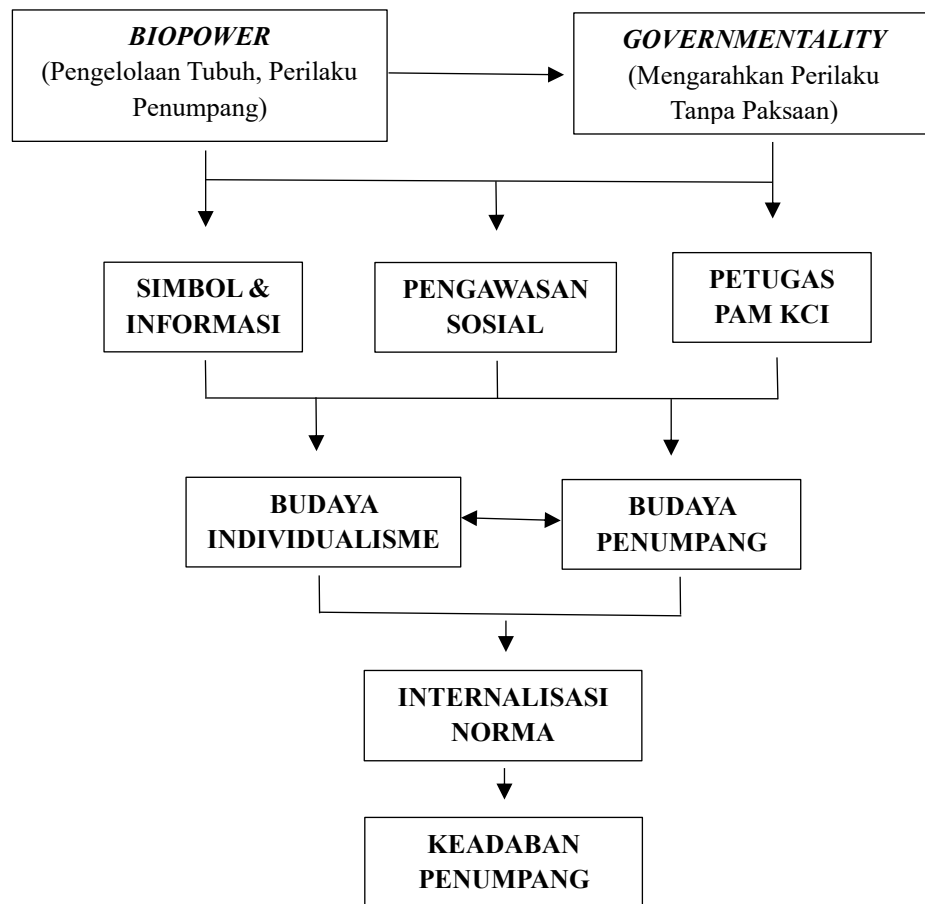 BIOPOWER
(Pengelolaan Tubuh, Perilaku
Penumpang)
GOVERNMENTALITY
(Mengarahkan Perilaku
Tanpa Paksaan)
SIMBOL &
INFORMASI
PENGAWASAN
SOSIAL
PETUGAS
PAM KCI
BUDAYA
INDIVIDUALISME
BUDAYA
PENUMPANG
INTERNALISASI
NORMA
KEADABAN
PENUMPANG